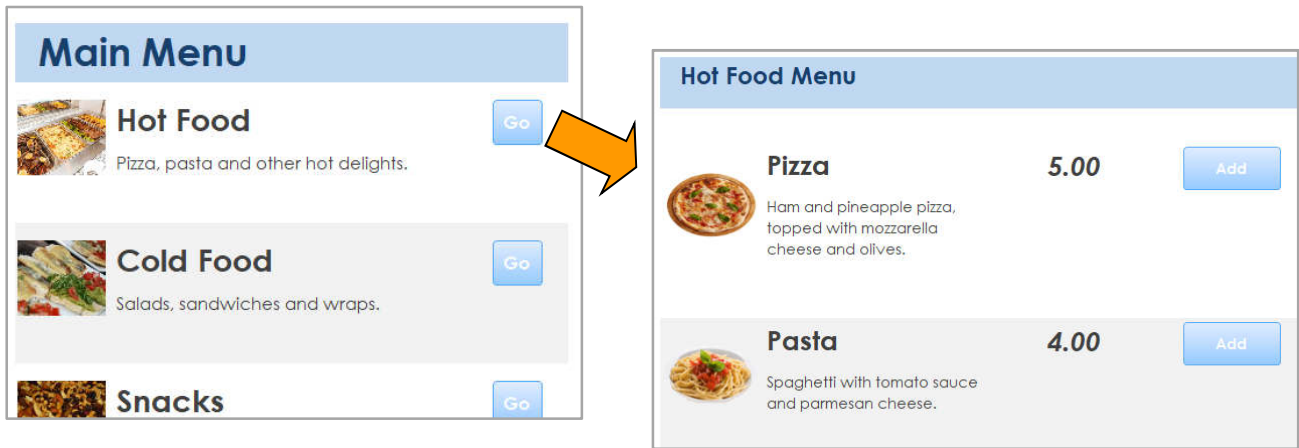 Main Menu
Hot Food
Go
Pizza, pasta and other hot delights.
Cold Food
Go
Salads, sandwiches and wraps.
Snacks
Go
Hot Food Menu
Pizza
5.00
Add
Ham and pineapple pizza,
topped with mozzarella
cheese and olives.
Pasta
4.00
Add
Spaghetti with tomato sauce
and parmesan cheese.